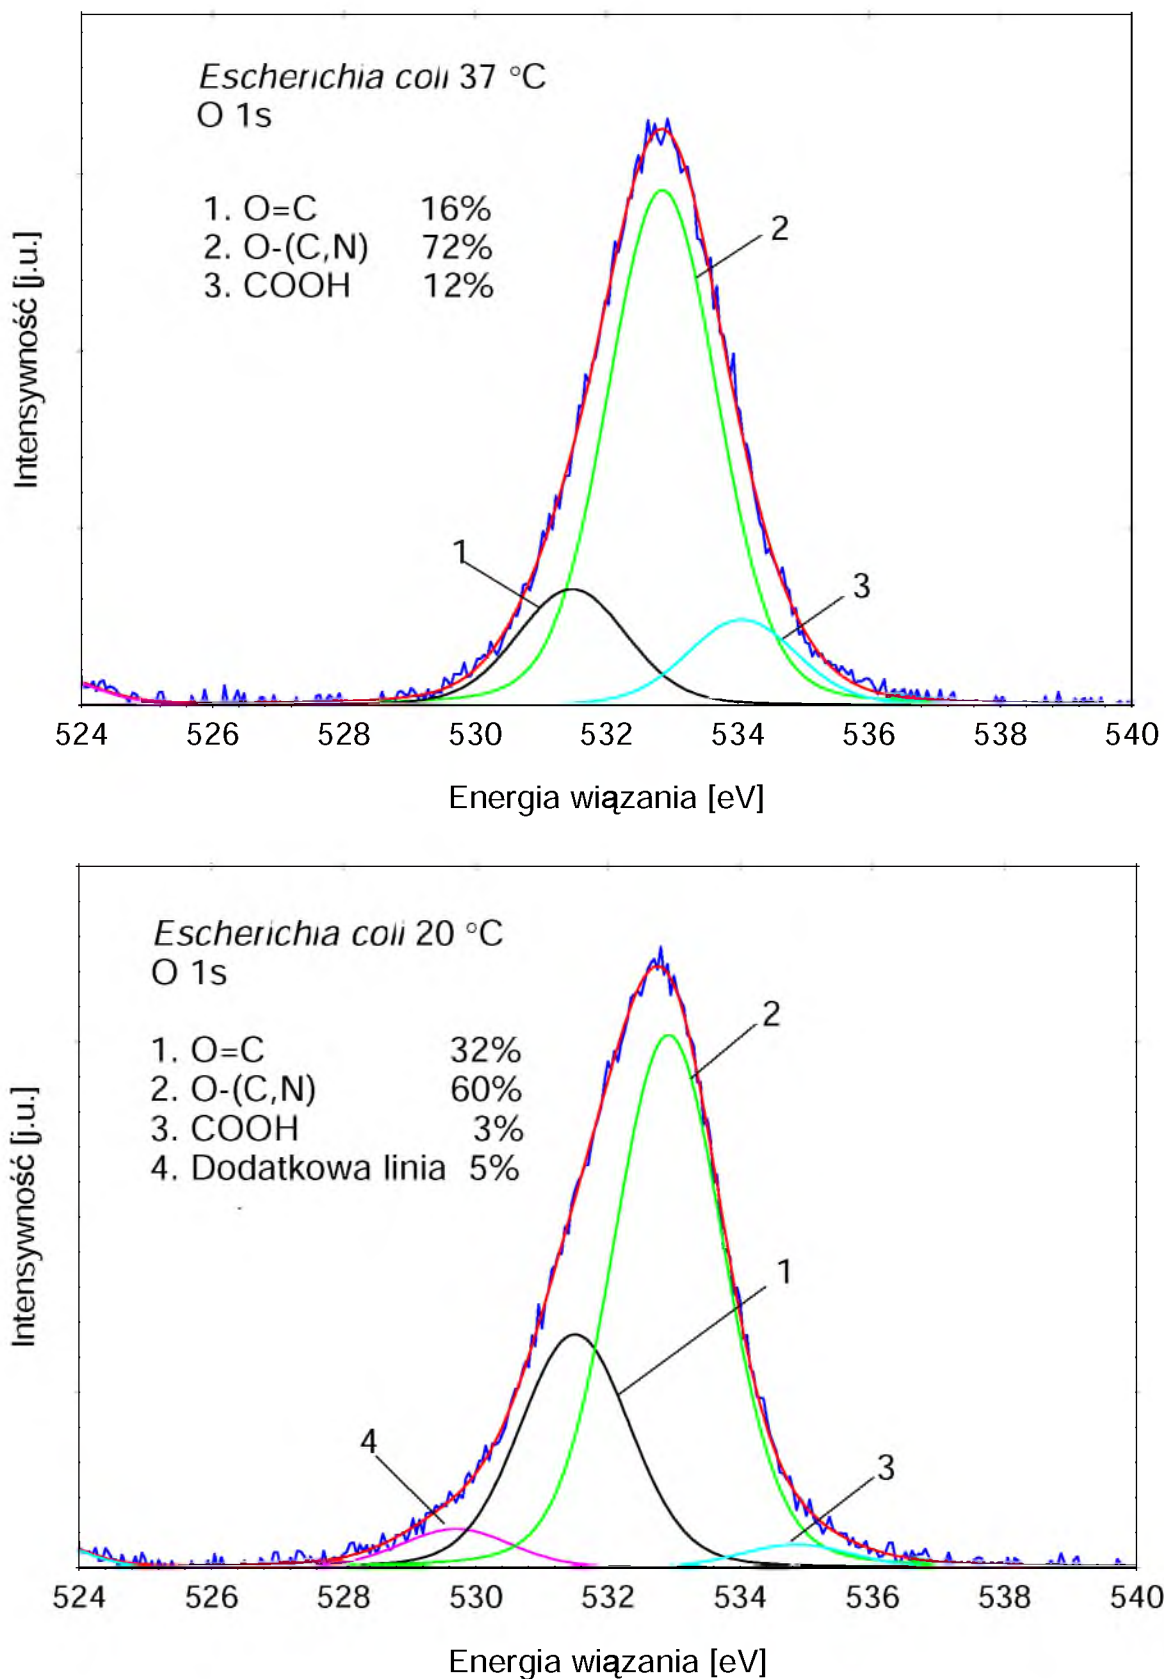 Escherichia coli 37 °C
O 1s
1. O=C 16%
2. O-(C,N) 72%
3. COOH 12%
2
1
3
Intensywność [j.u.]
524 526 528 530 532 534 536 538 540
Energia wiązania [eV]
Escherichia coli 20 °C
O 1s
1. O=C 32%
2. O-(C,N) 60%
3. COOH 3%
4. Dodatkowa linia 5%
2
1
4
3
Intensywność [j.u.]
524 526 528 530 532 534 536 538 540
Energia wiązania [eV]